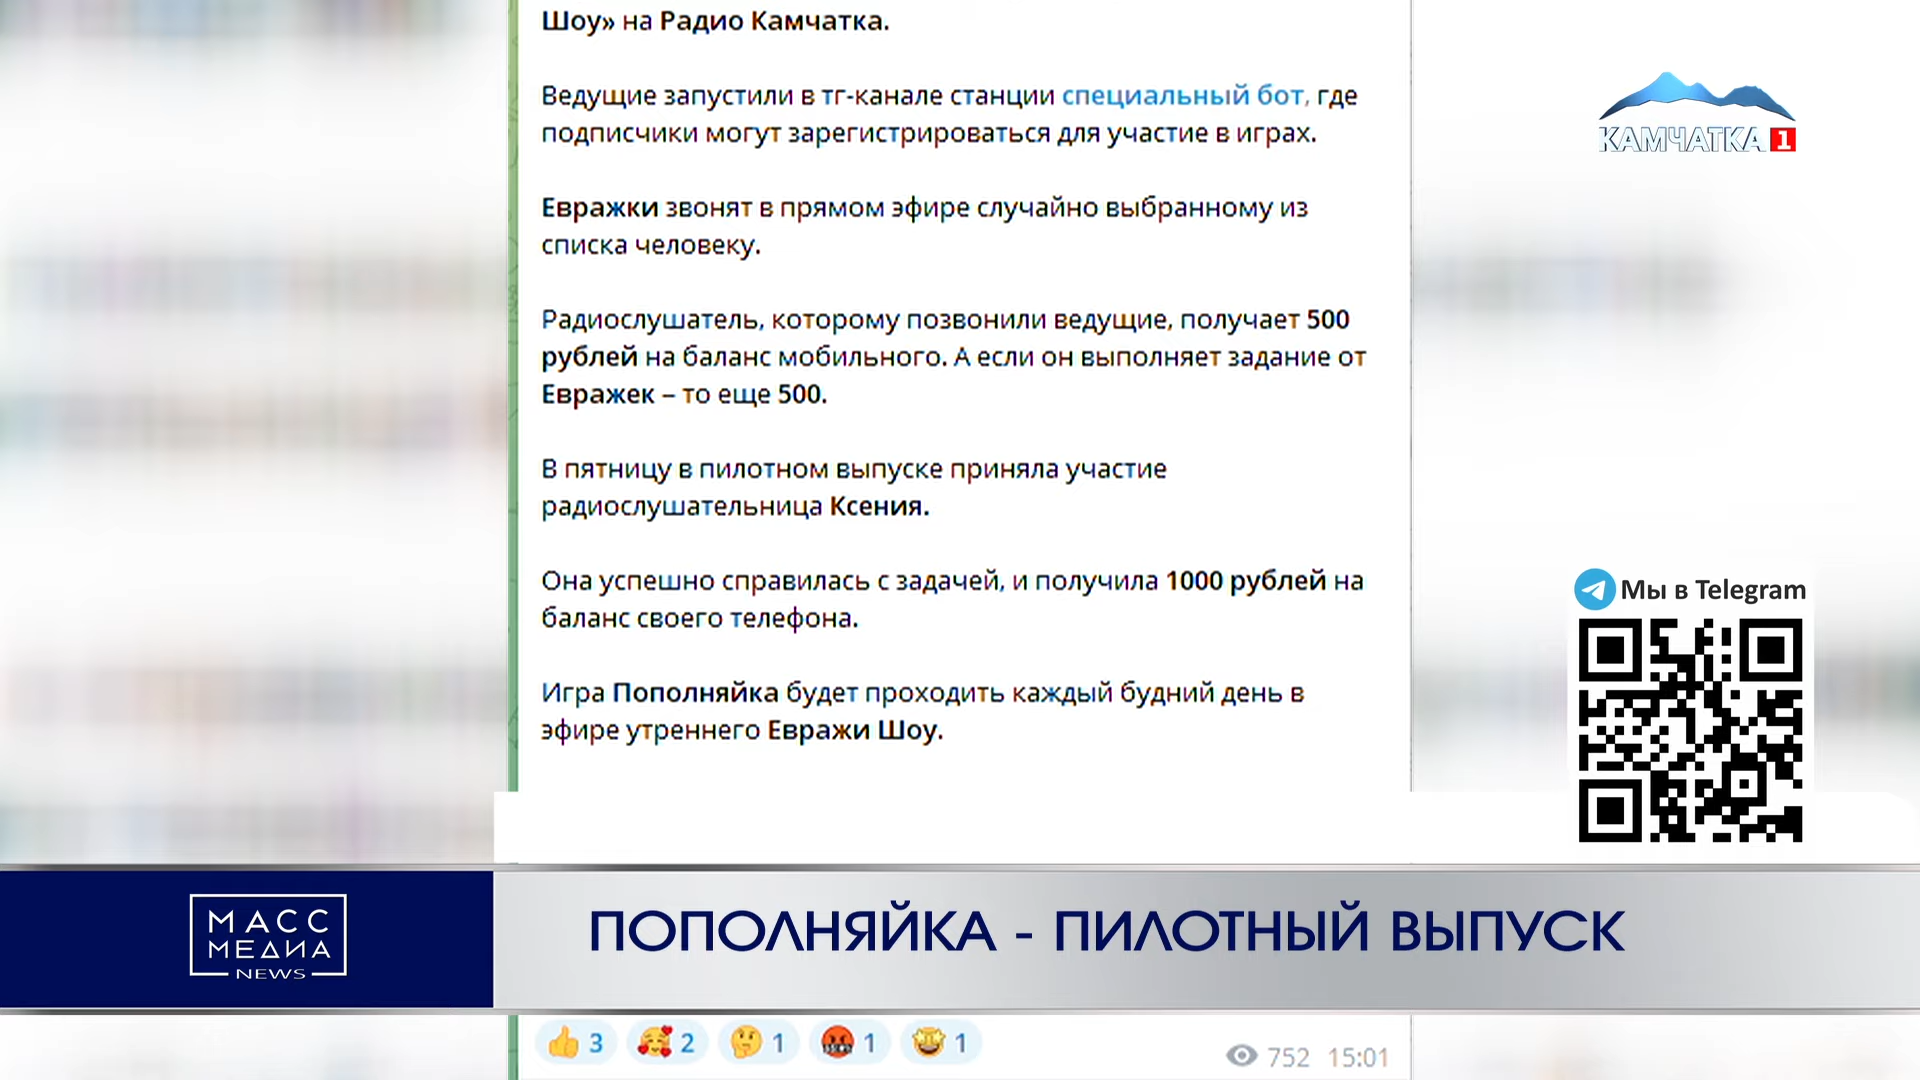 Шоу» на Радио Камчатка.
Ведущие запустили в тг-канале станции специальный бот, где
подписчики могут зарегистрироваться для участие в играх.
Евражки звонят в прямом эфире случайно выбранному из
списка человеку.
Радиослушатель, которому позвонили ведущие, получает 500
рублей на баланс мобильного. А если он выполняет задание от
Евражек – то еще 500.
В пятницу в пилотном выпуске приняла участие
радиослушательница Ксения.
Она успешно справилась с задачей, и получила 1000 рублей на
баланс своего телефона.
Игра Пополняйка будет проходить каждый будний день в
эфире утреннего Евражи Шоу.
КАМЧАТКА 1
Мы в Telegram
МАСС
МЕДИА
NEWS
ПОПОЛНЯЙКА - ПИЛОТНЫЙ ВЫПУСК
3 2 1 1 1
752 15:01